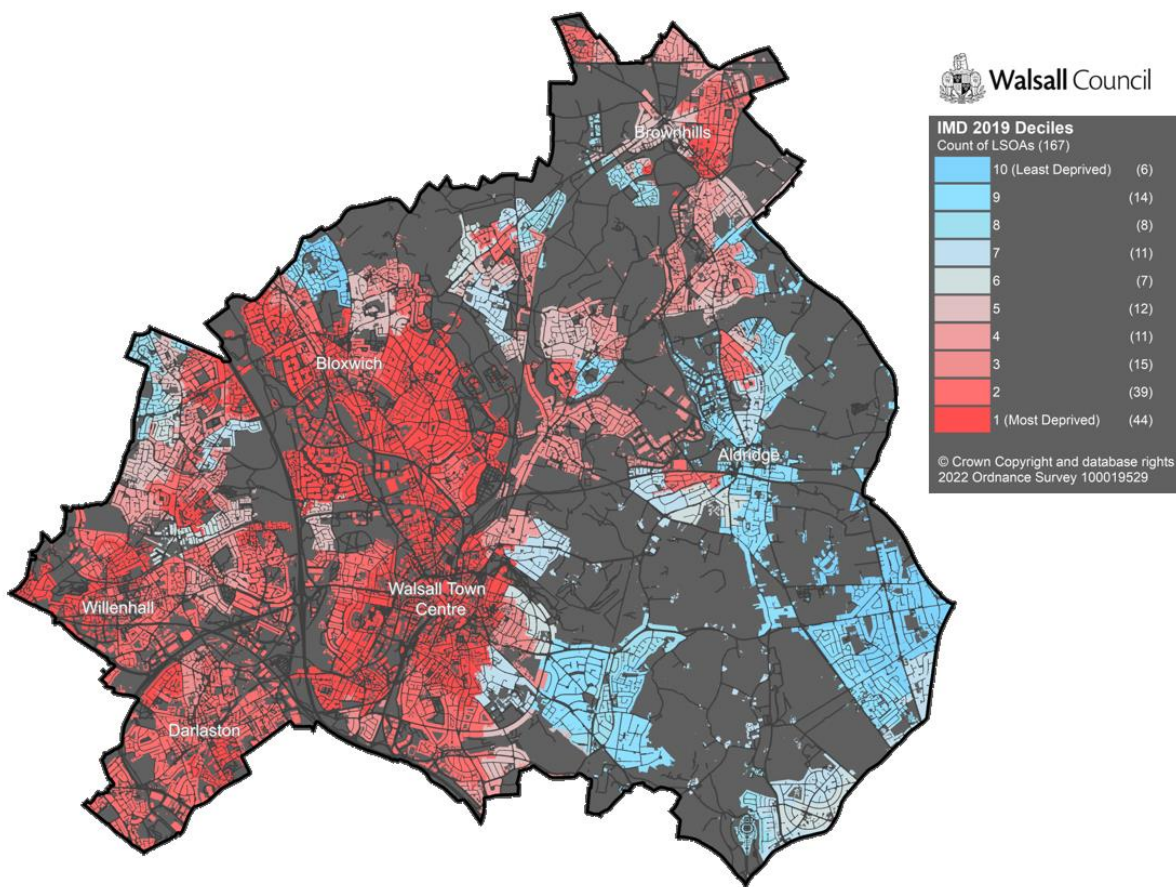 Walsall Council
IMD 2019 Deciles
Count of LSOAs (167)
10 (Least Deprived) (6)
9 (14)
8 (8)
7 (11)
6 (7)
5 (12)
4 (11)
3 (15)
2 (39)
1 (Most Deprived) (44)
© Crown Copyright and database rights
2022 Ordnance Survey 100019529
Brownhills
Bloxwich
Aldridge
Walsall Town
Centre
Willenhall
Darlaston